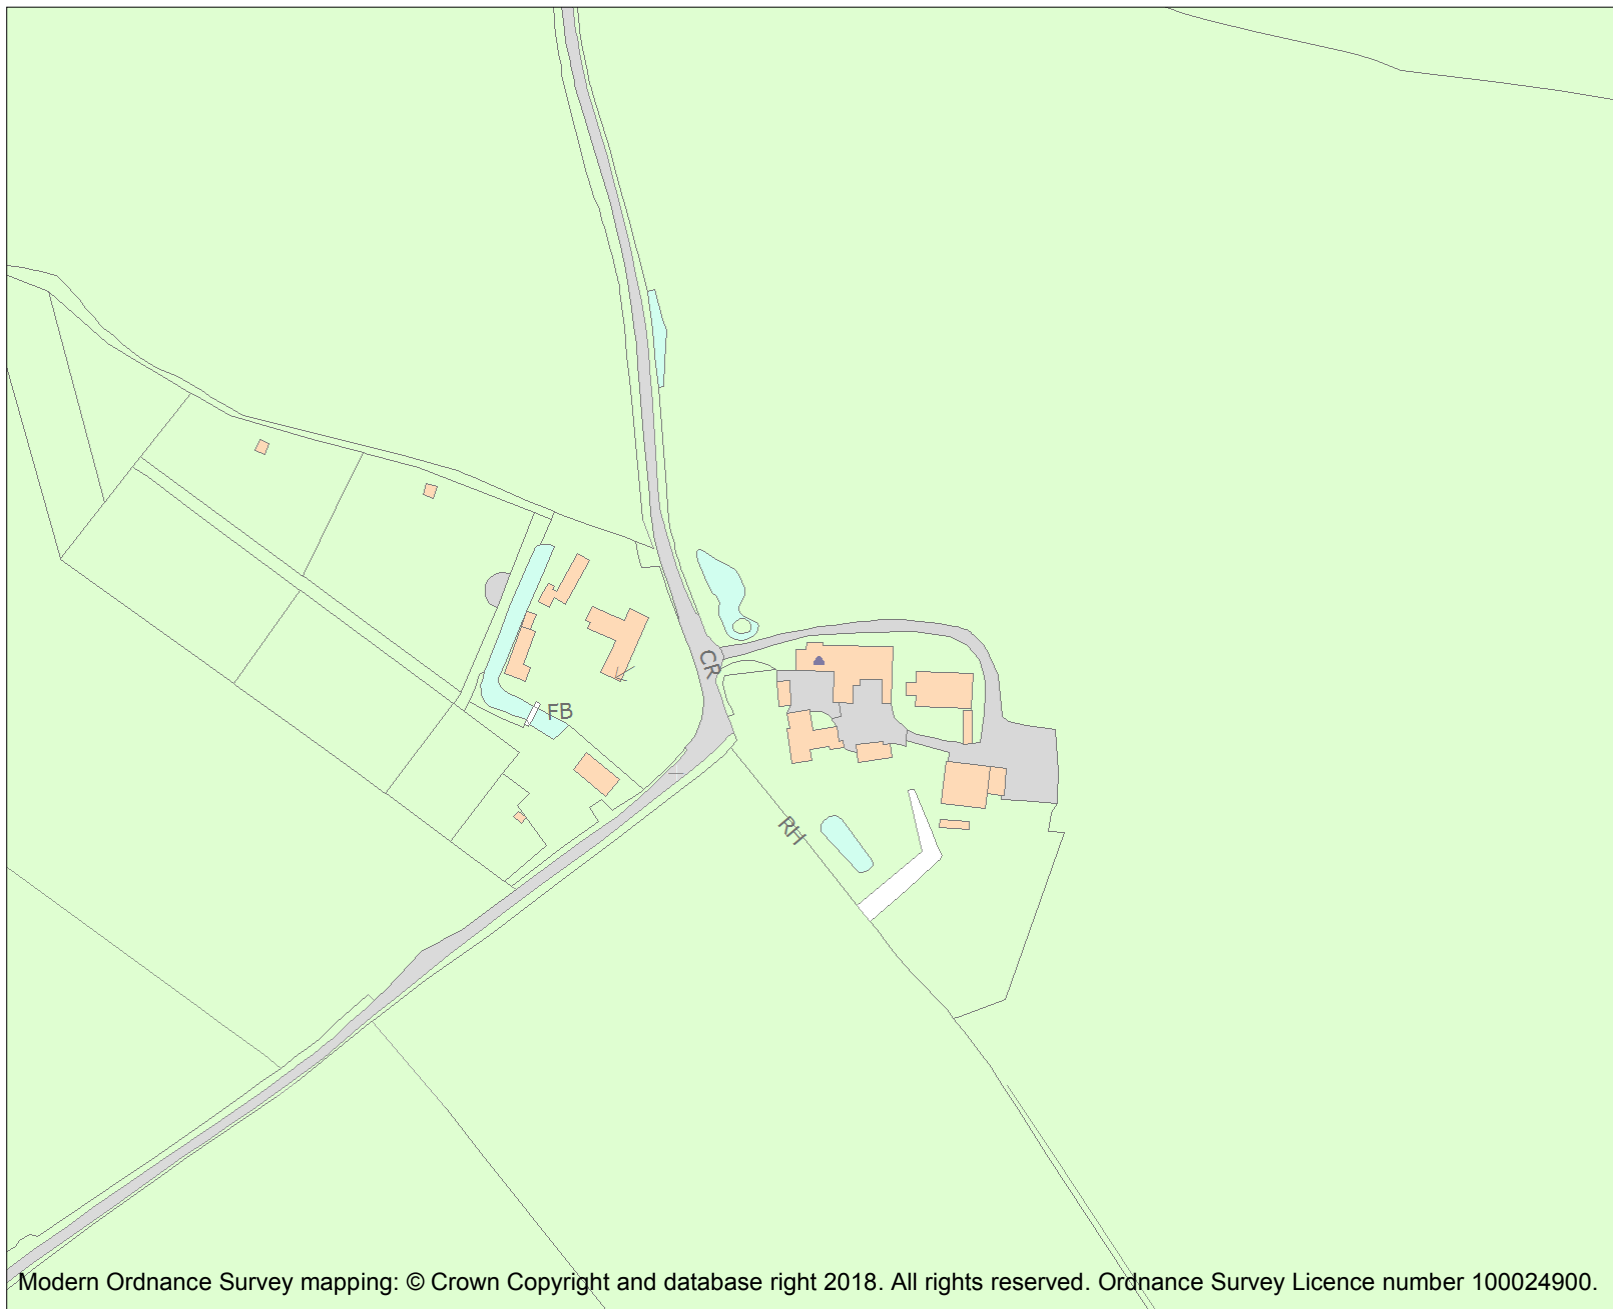 CR
FB
RH
Modern Ordnance Survey mapping: © Crown Copyright and database right 2018. All rights reserved. Ordnance Survey Licence number 100024900.